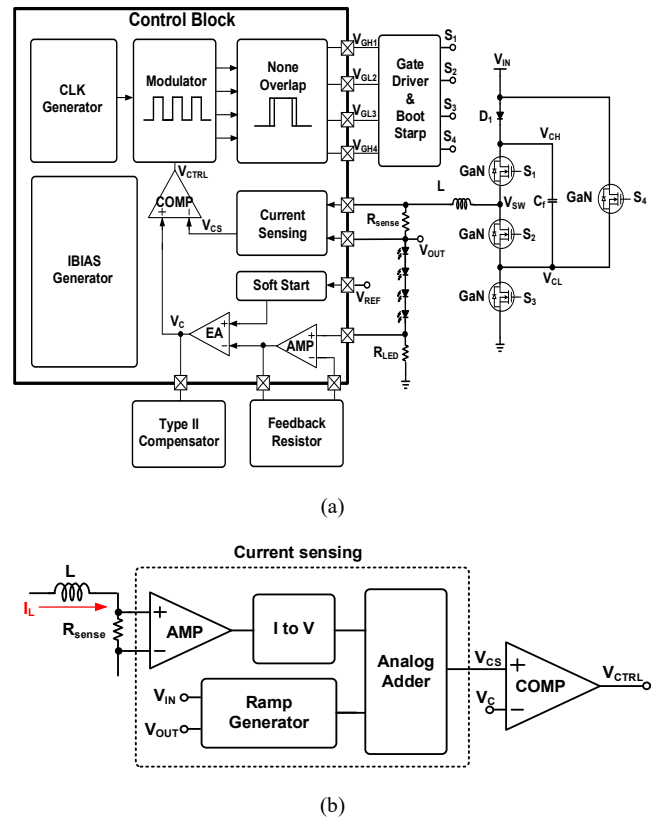 Control Block
CLK
Generator
Modulator
None
Overlap
VGH1
VGL2
VGL3
VGH4
Gate
Driver
&
Boot
Starp
S1
S2
S3
S4
VIN
D1
VCH
GaN
S1
L
VSW
Cf
GaN
S4
GaN
S2
VCL
GaN
S3
VCTRL
COMP
+
−
VCS
Current
Sensing
Rsense
VOUT
IBIAS
Generator
Soft Start
VREF
VC
EA
+
−
AMP
+
−
RLED
Type II
Compensator
Feedback
Resistor
(a)
Current sensing
L
IL
Rsense
+
−
AMP
I to V
Analog
Adder
VIN
VOUT
Ramp
Generator
VCS
VC
+
−
COMP
VCTRL
(b)